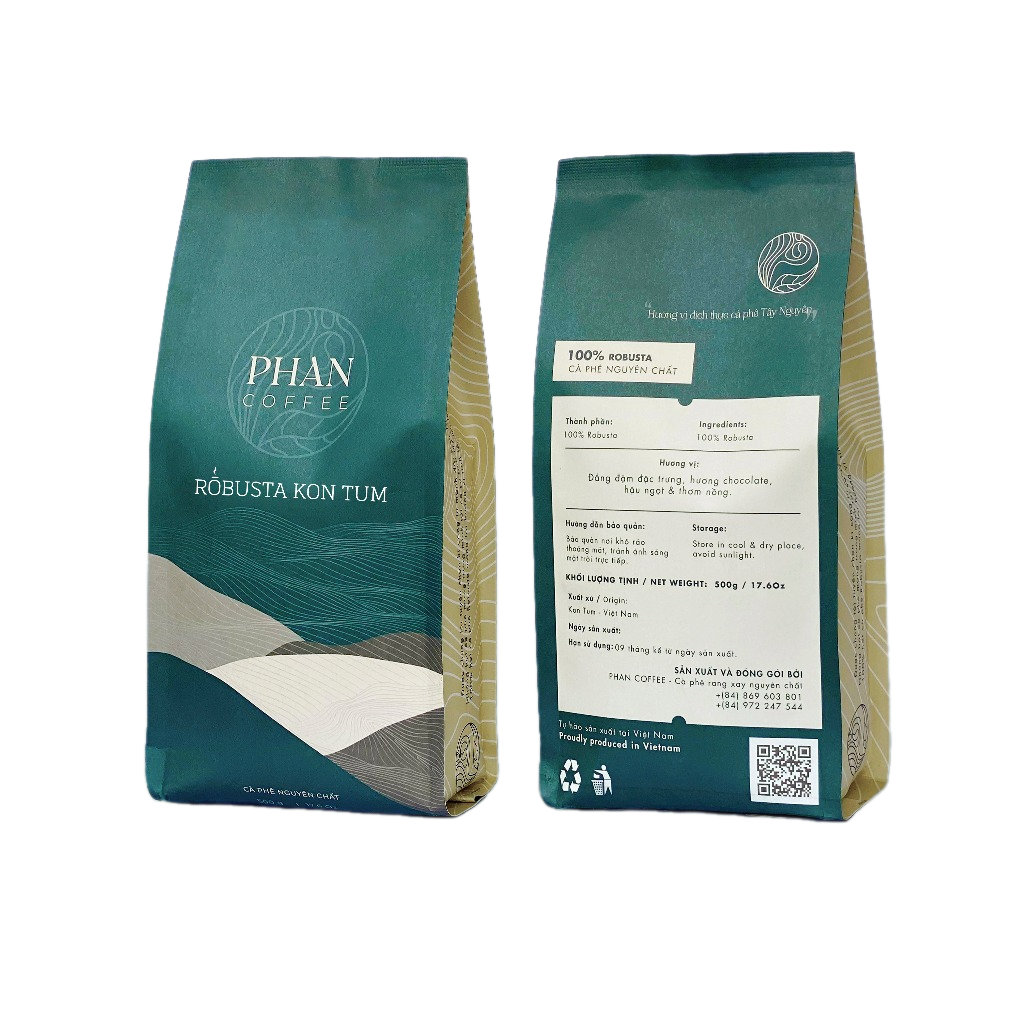 PHAN
COFFEE
RÔBUSTA KON TUM
CÀ PHÊ NGUYÊN CHẤT
500 g | 17.6 Oz
"Hương vị đích thực cà phê Tây Nguyên"
100% ROBUSTA
CÀ PHÊ NGUYÊN CHẤT
Thành phần:
100% Robusta
Ingredients:
100% Robusta
Hương vị:
Đắng đậm đặc trưng, hương chocolate,
hậu ngọt & thơm nồng.
Hướng dẫn bảo quản:
Bảo quản nơi khô ráo
thoáng mát, tránh ánh sáng
mặt trời trực tiếp.
Storage:
Store in cool & dry place,
avoid sunlight.
KHỐI LƯỢNG TỊNH / NET WEIGHT: 500g / 17.6Oz
Xuất xứ / Origin:
Kon Tum - Việt Nam
Ngày sản xuất:
Hạn sử dụng: 09 tháng kể từ ngày sản xuất.
SẢN XUẤT VÀ ĐÓNG GÓI BỞI
PHAN COFFEE - Cà phê rang xay nguyên chất
+(84) 869 603 801
+(84) 972 247 544
Tự hào sản xuất tại Việt Nam
Proudly produced in Vietnam